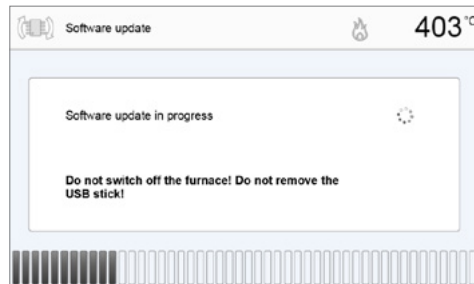 Software update
403 °C
Software update in progress
Do not switch off the furnace! Do not remove the
USB stick!